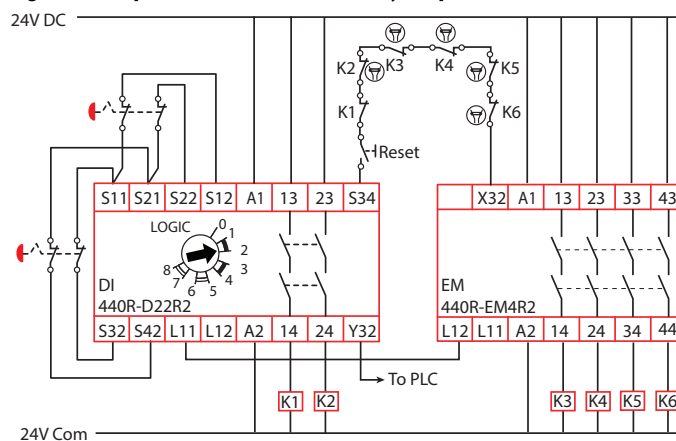 24V DC
K2 K3 K4 K5
K1 K6
Reset
S11 S21 S22 S12 A1 13 23 S34
X32 A1 13 23 33 43
LOGIC 0
1
2
3
4
5
6
7
8
DI
440R-D22R2
EM
440R-EM4R2
S32 S42 L11 L12 A2 14 24 Y32
L12 L11 A2 14 24 34 44
To PLC
K1 K2 K3 K4 K5 K6
24V Com